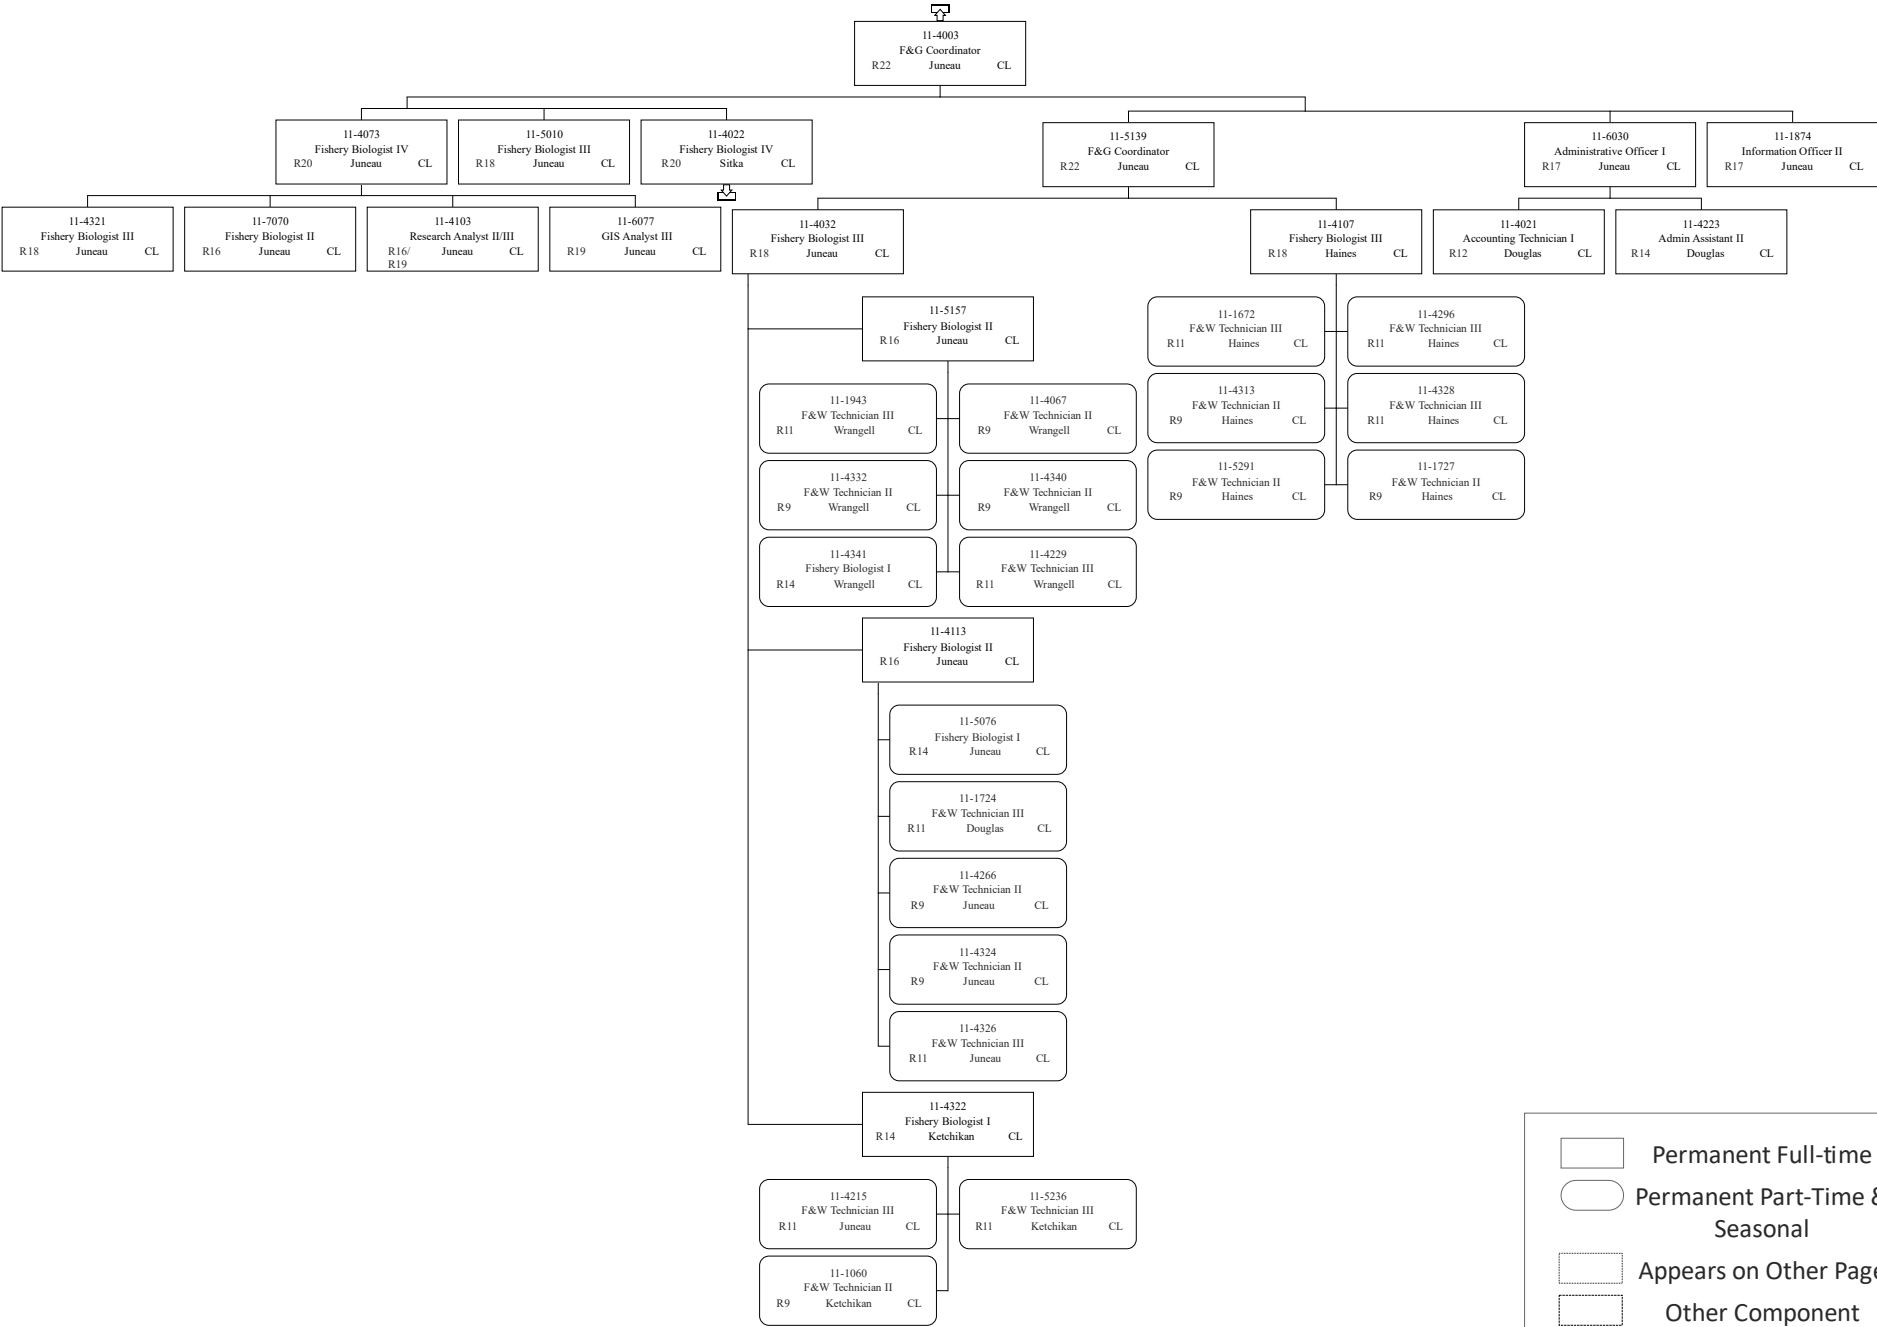 11-4003
F&G Coordinator
R22 Juneau CL
11-4073
Fishery Biologist IV
R20 Juneau CL
11-5010
Fishery Biologist III
R18 Juneau CL
11-4022
Fishery Biologist IV
R20 Sitka CL
11-5139
F&G Coordinator
R22 Juneau CL
11-6030
Administrative Officer I
R17 Juneau CL
11-1874
Information Officer II
R17 Juneau CL
11-4321
Fishery Biologist III
R18 Juneau CL
11-7070
Fishery Biologist II
R16 Juneau CL
11-4103
Research Analyst II/III
R16/ Juneau CL
R19
11-6077
GIS Analyst III
R19 Juneau CL
11-4032
Fishery Biologist III
R18 Juneau CL
11-4107
Fishery Biologist III
R18 Haines CL
11-4021
Accounting Technician I
R12 Douglas CL
11-4223
Admin Assistant II
R14 Douglas CL
11-5157
Fishery Biologist II
R16 Juneau CL
11-1672
F&W Technician III
R11 Haines CL
11-4296
F&W Technician III
R11 Haines CL
11-4313
F&W Technician II
R9 Haines CL
11-4328
F&W Technician III
R11 Haines CL
11-5291
F&W Technician II
R9 Haines CL
11-1727
F&W Technician II
R9 Haines CL
11-1943
F&W Technician III
R11 Wrangell CL
11-4067
F&W Technician II
R9 Wrangell CL
11-4332
F&W Technician II
R9 Wrangell CL
11-4340
F&W Technician II
R9 Wrangell CL
11-4341
Fishery Biologist I
R14 Wrangell CL
11-4229
F&W Technician III
R11 Wrangell CL
11-4113
Fishery Biologist II
R16 Juneau CL
11-5076
Fishery Biologist I
R14 Juneau CL
11-1724
F&W Technician III
R11 Douglas CL
11-4266
F&W Technician II
R9 Juneau CL
11-4324
F&W Technician II
R9 Juneau CL
11-4326
F&W Technician III
R11 Juneau CL
11-4322
Fishery Biologist I
R14 Ketchikan CL
11-4215
F&W Technician III
R11 Juneau CL
11-5236
F&W Technician III
R11 Ketchikan CL
11-1060
F&W Technician II
R9 Ketchikan CL
Permanent Full-time
Permanent Part-Time &
Seasonal
Appears on Other Page
Other Component